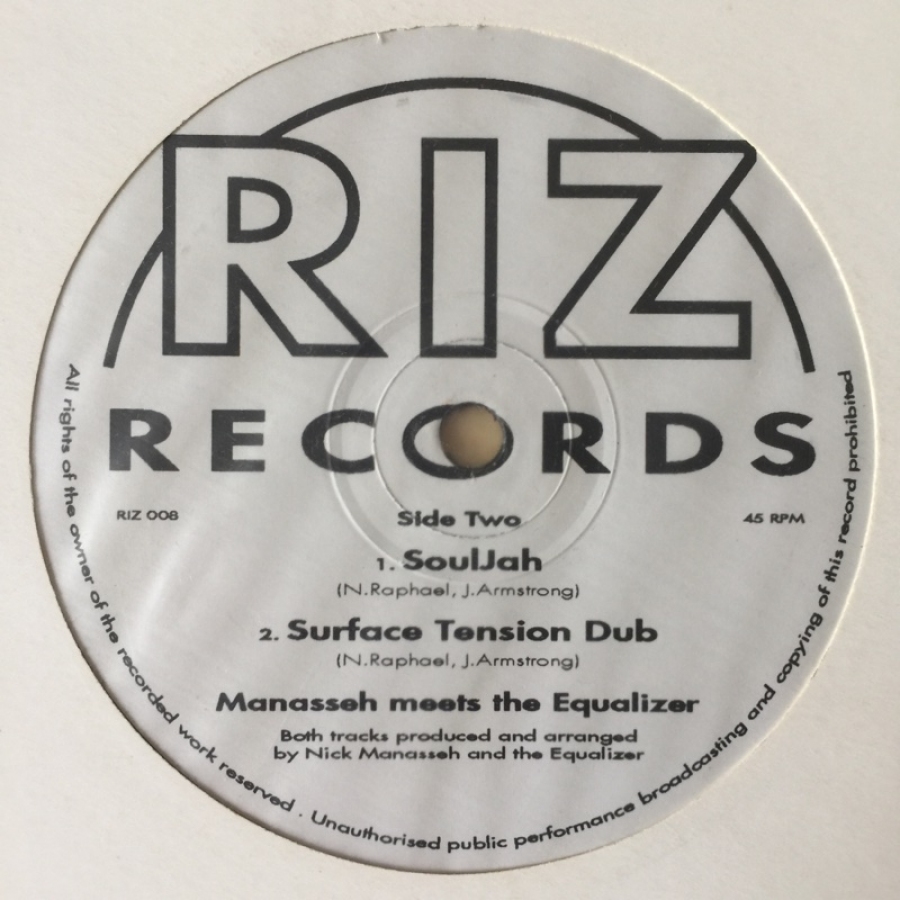 RIZ
RECORDS
RIZ 008
Side Two
45 RPM
1. SoulJah
(N.Raphael, J.Armstrong)
2. Surface Tension Dub
(N.Raphael, J.Armstrong)
Manasseh meets the Equalizer
Both tracks produced and arranged
by Nick Manasseh and the Equalizer
All rights of the owner of the recorded work reserved . Unauthorised public performance broadcasting and copying of this record prohibited